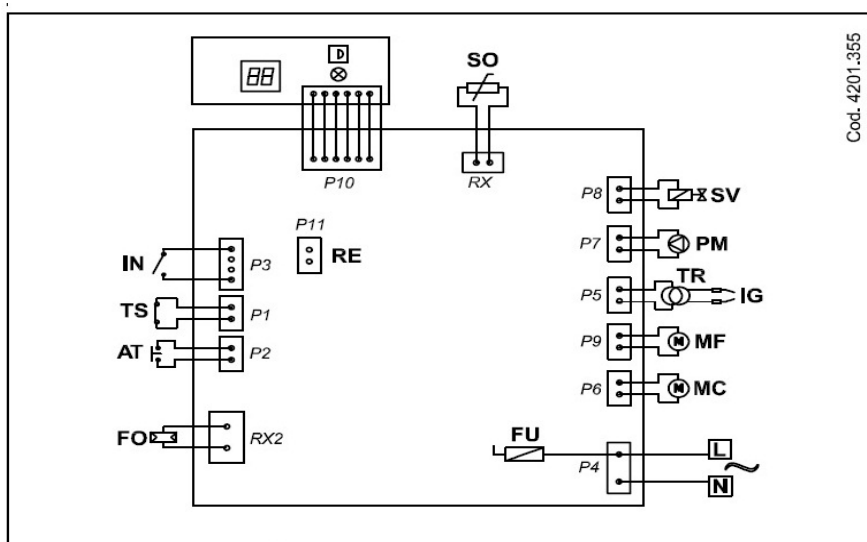 Cod. 4201.355
D
88
SO
P10
RX
P8
SV
P7
PM
P11
RE
IN
P3
TR
P5
IG
TS
P1
P9
MF
AT
P2
P6
MC
FO
RX2
FU
P4
L
N